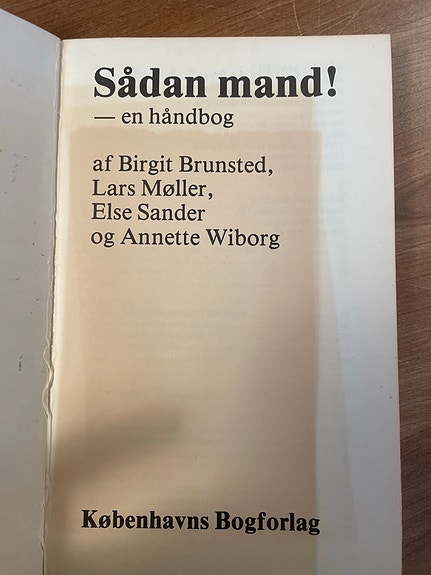 Sådan mand!
— en håndbog
af Birgit Brunsted,
Lars Møller,
Else Sander
og Annette Wiborg
Københavns Bogforlag